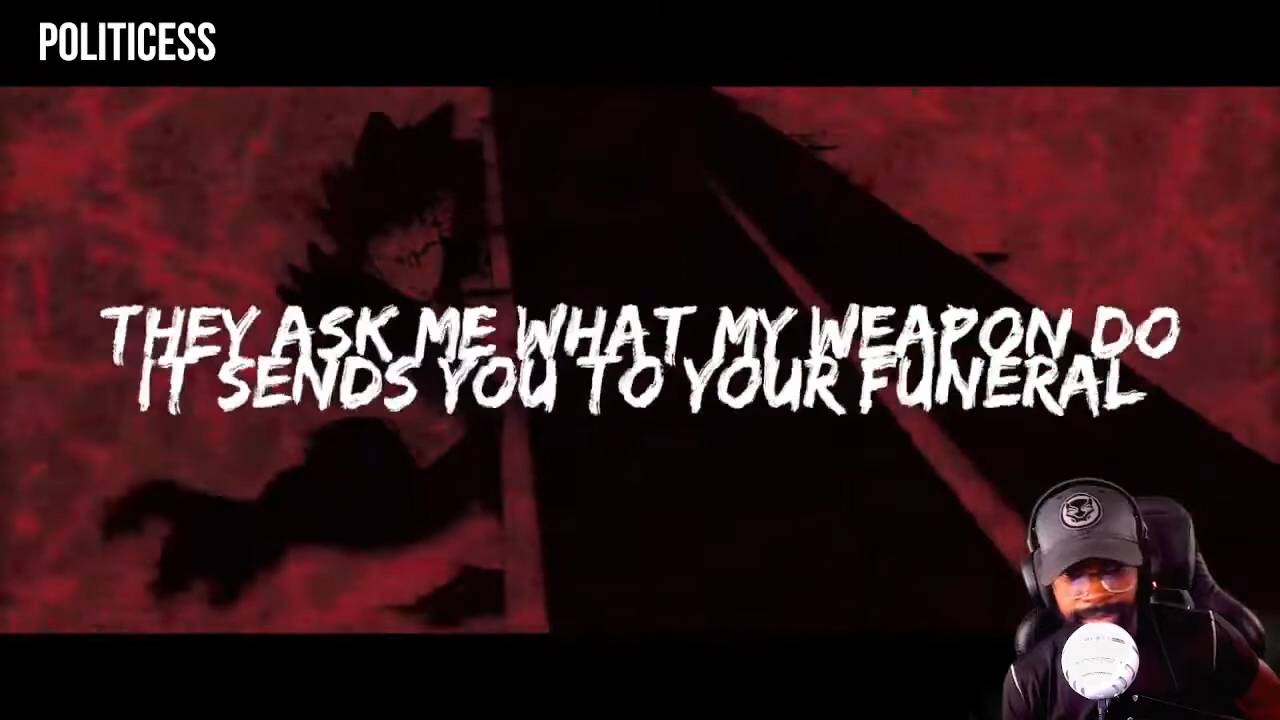 POLITICESS
THEY ASK ME WHAT MY WEAPON DO
IT SENDS YOU TO YOUR FUNERAL